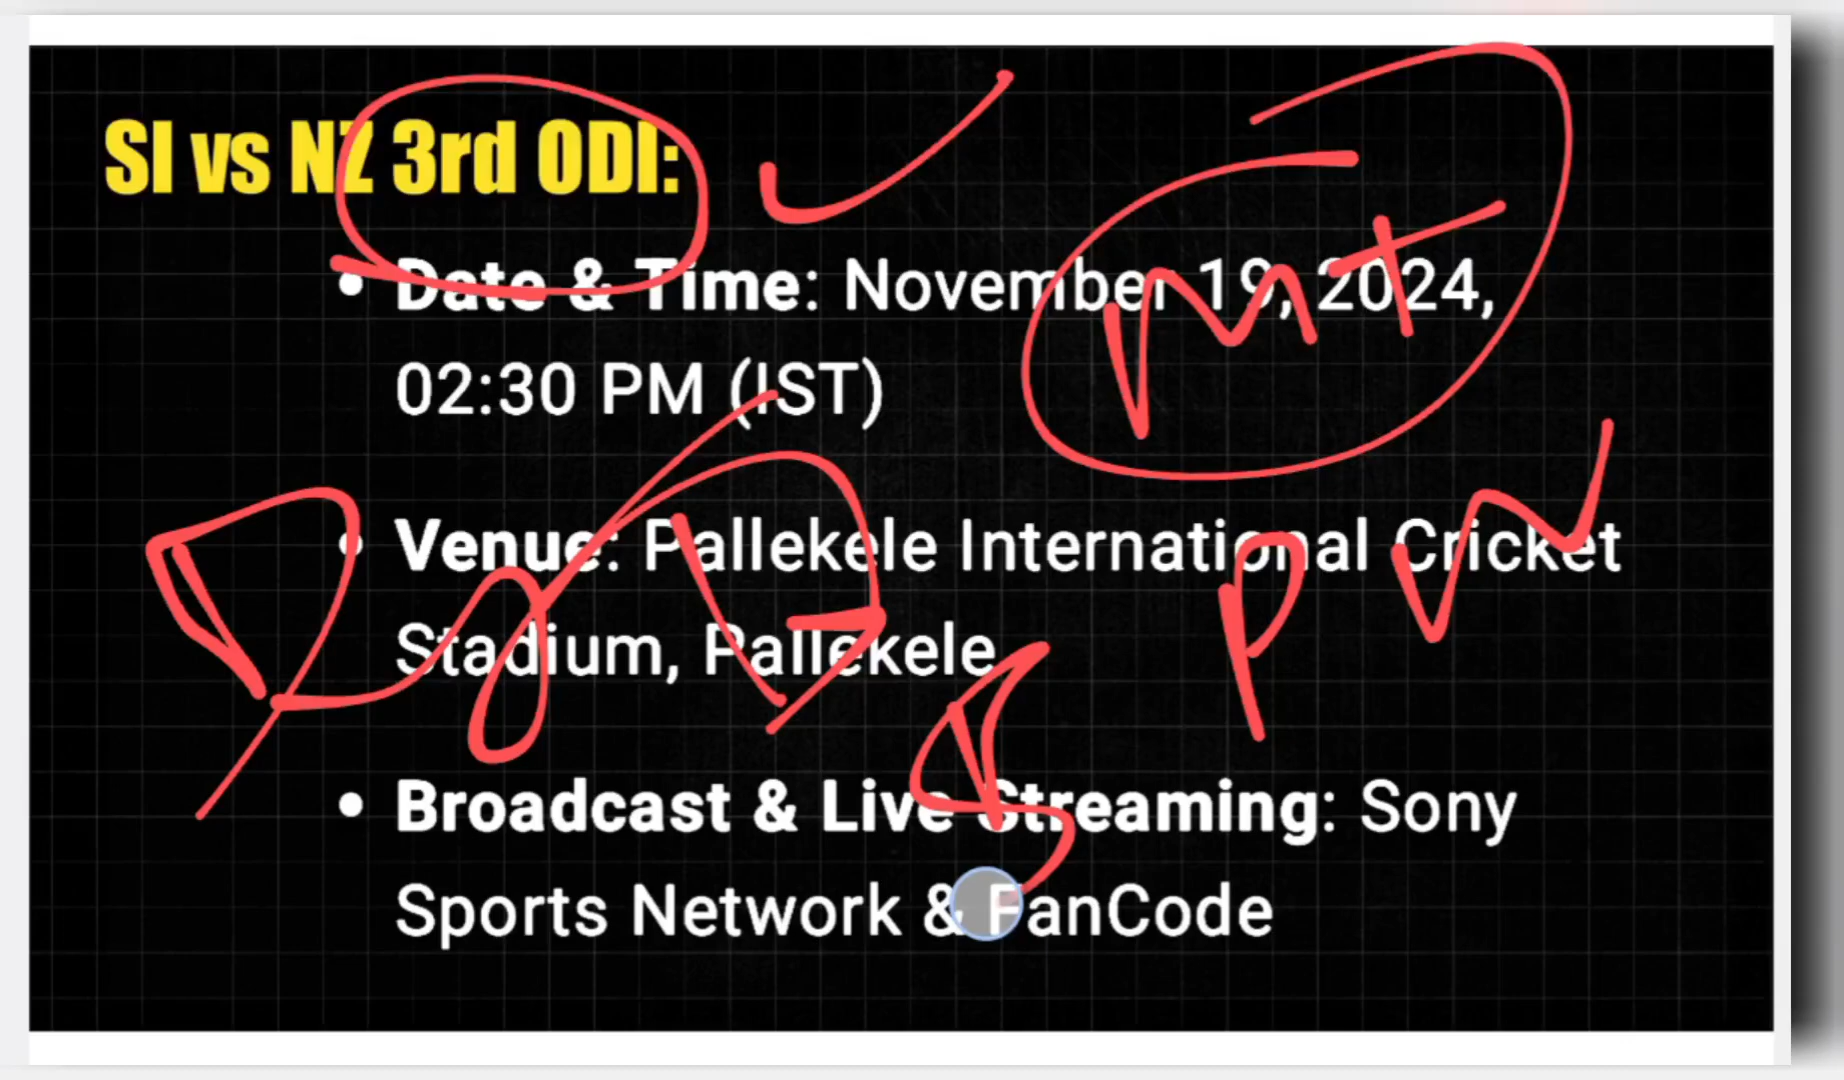 SI vs NZ 3rd ODI:
• Date & Time: November 19, 2024,
02:30 PM (IST)
• Venue: Pallekele International Cricket
Stadium, Pallekele
• Broadcast & Live Streaming: Sony
Sports Network & FanCode